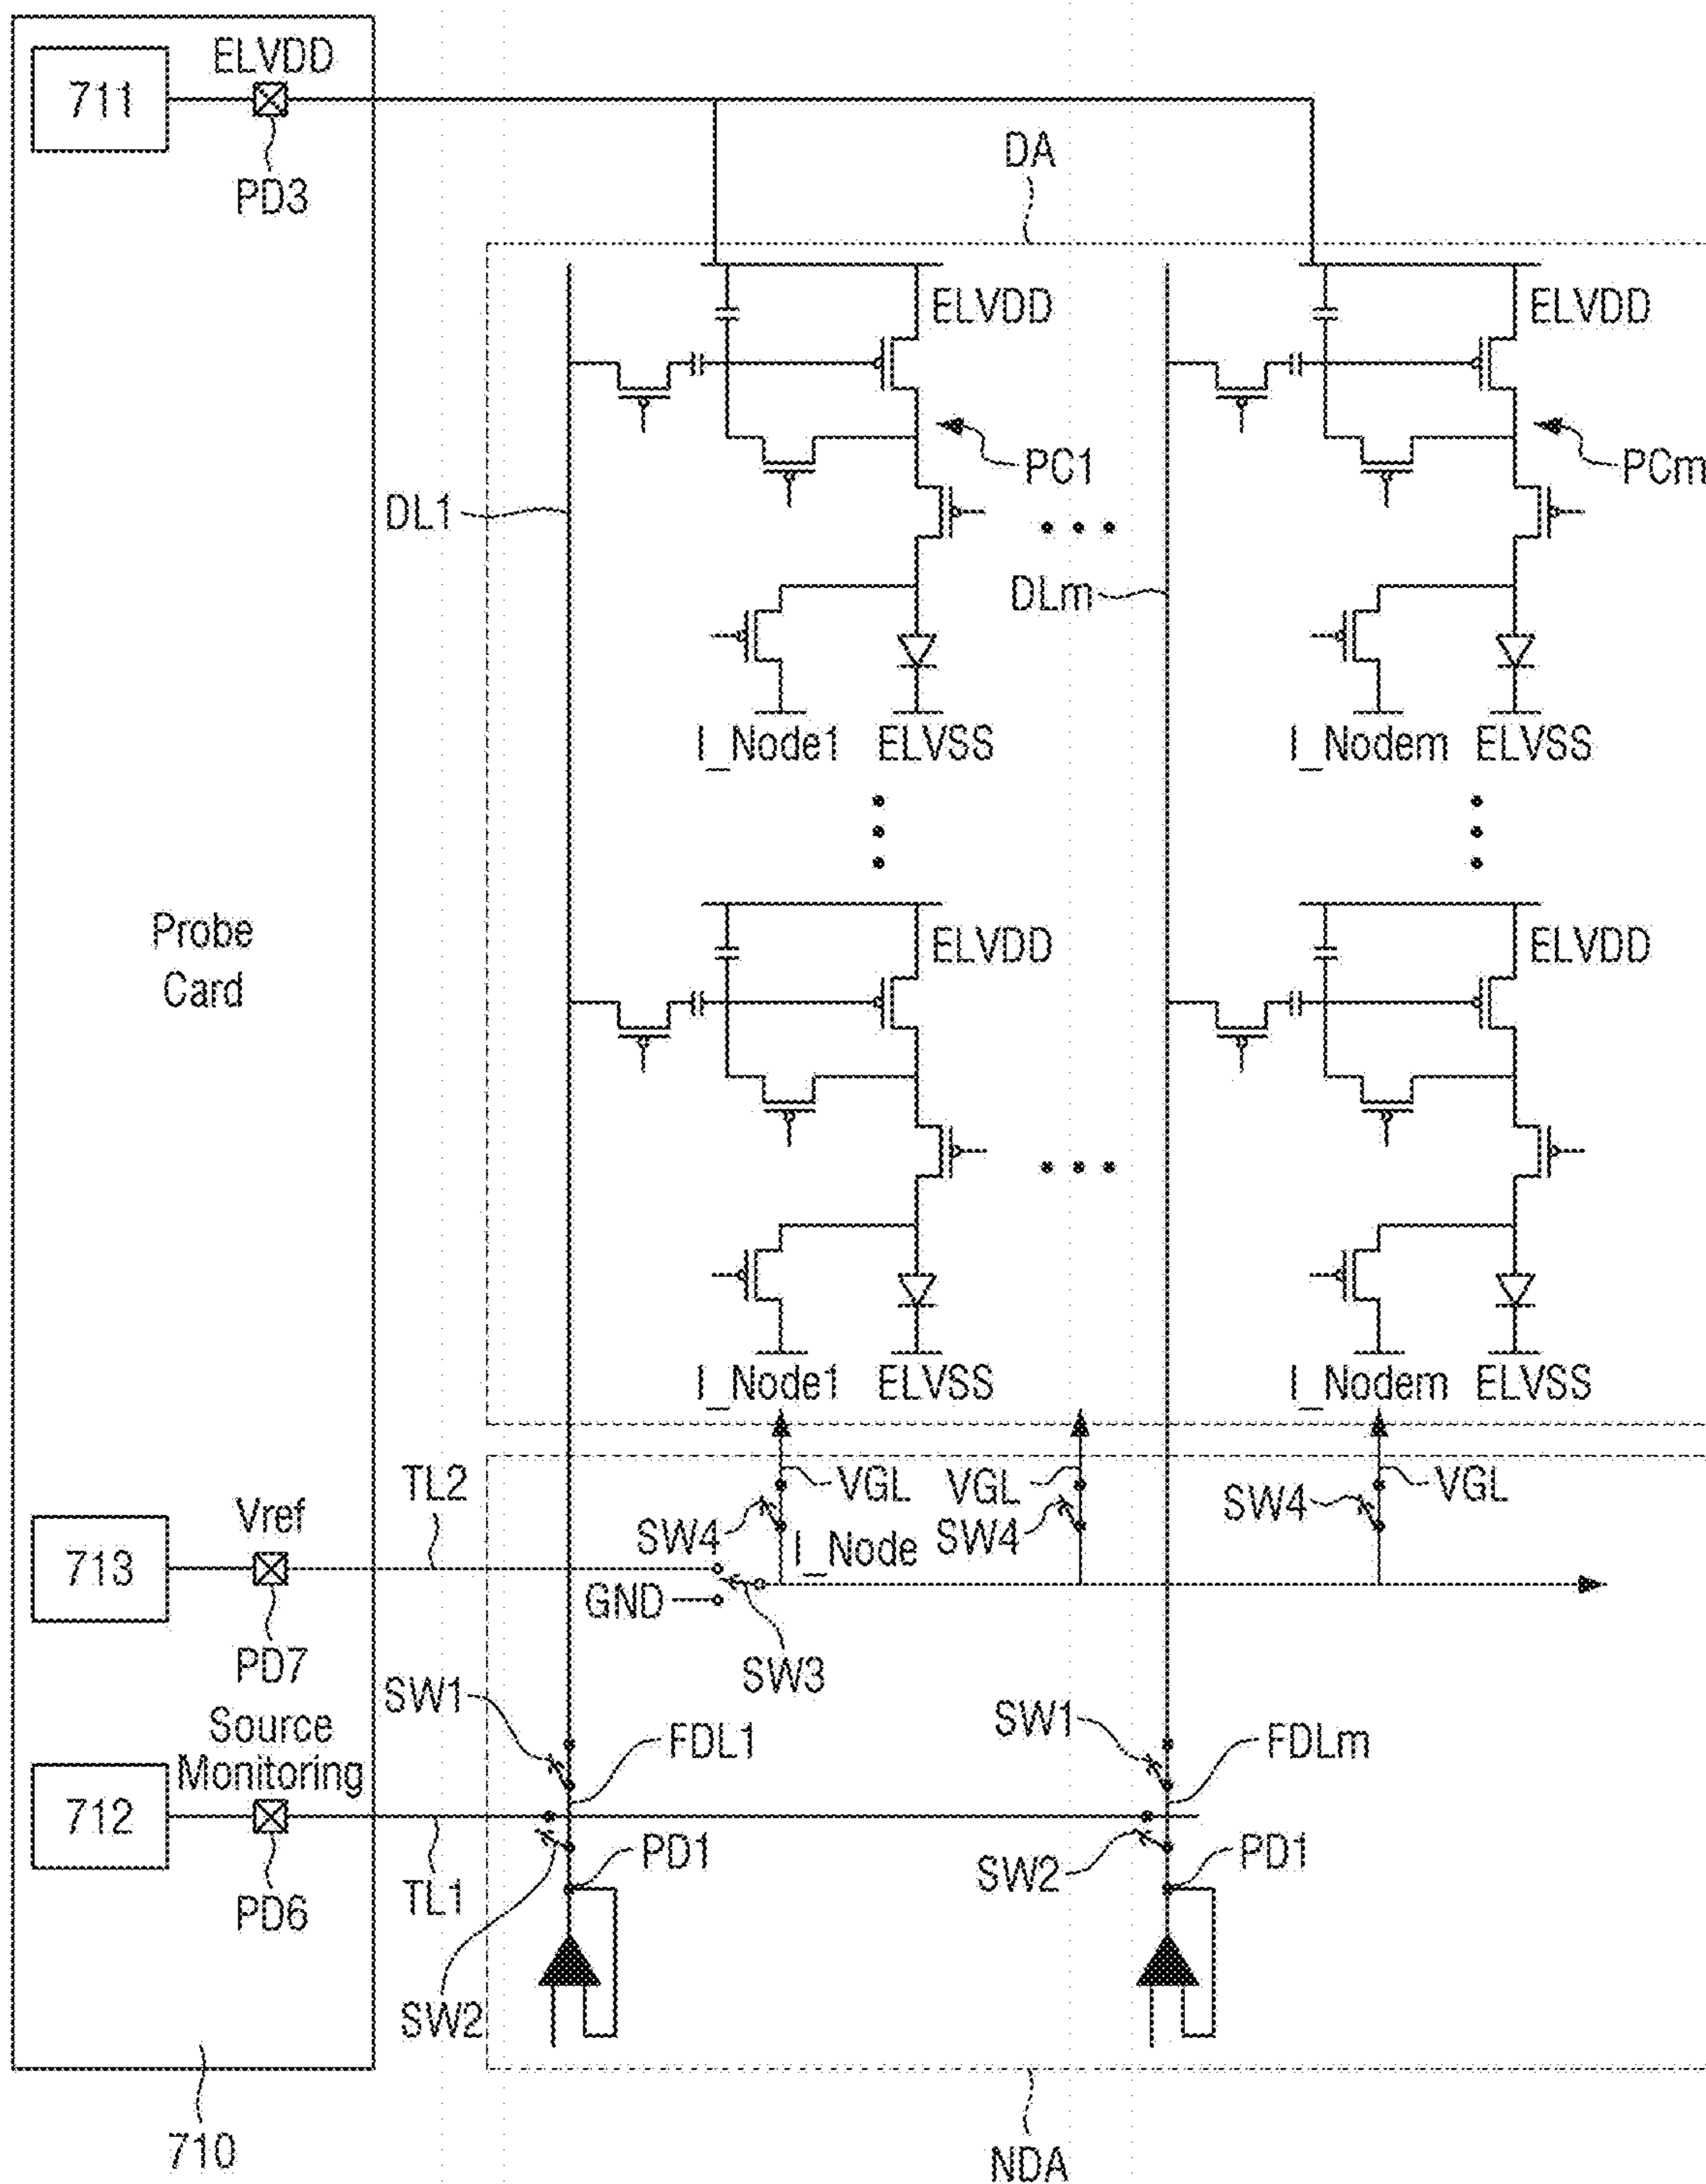 711
ELVDD
PD3
DA
ELVDD
ELVDD
PC1
PCm
DL1
DLm
I_Node1
ELVSS
I_Nodem
ELVSS
Probe
Card
ELVDD
ELVDD
I_Node1
ELVSS
I_Nodem
ELVSS
TL2
VGL
VGL
VGL
SW4
SW4
SW4
I_Node
713
Vref
PD7
GND
SW3
SW1
SW1
FDL1
FDLm
Source
Monitoring
712
PD6
TL1
PD1
PD1
SW2
SW2
710
NDA